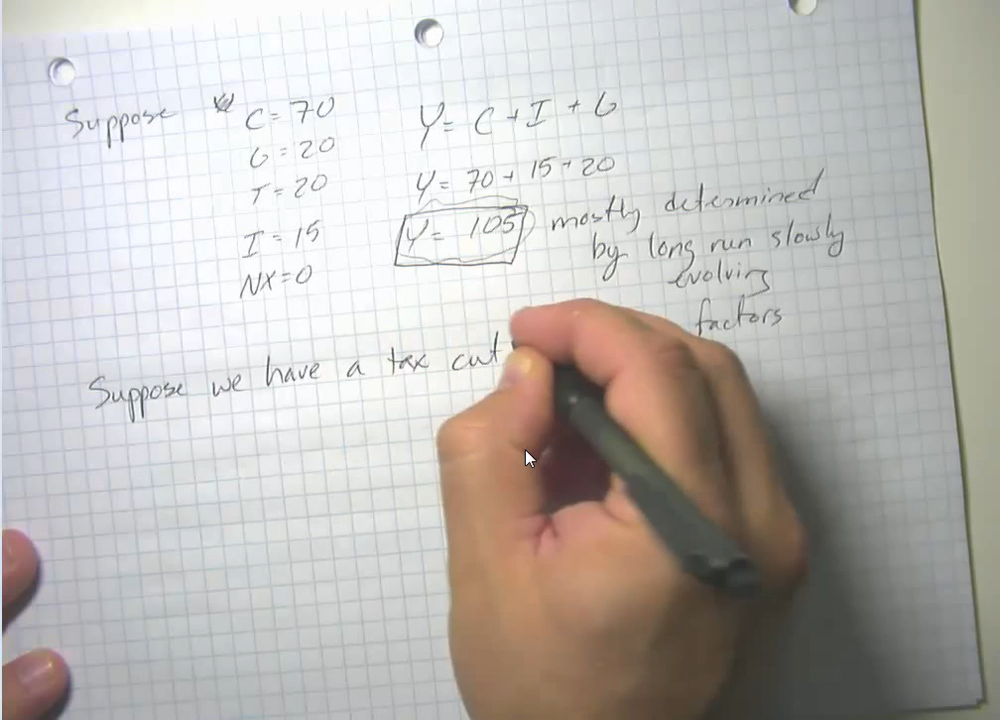 Suppose
C = 70
G = 20
T = 20
I = 15
NX = 0
Y = C + I + G
Y = 70 + 15 + 20
Y = 105
mostly determined
by long run slowly
evolving
factors
Suppose we have a tax cut